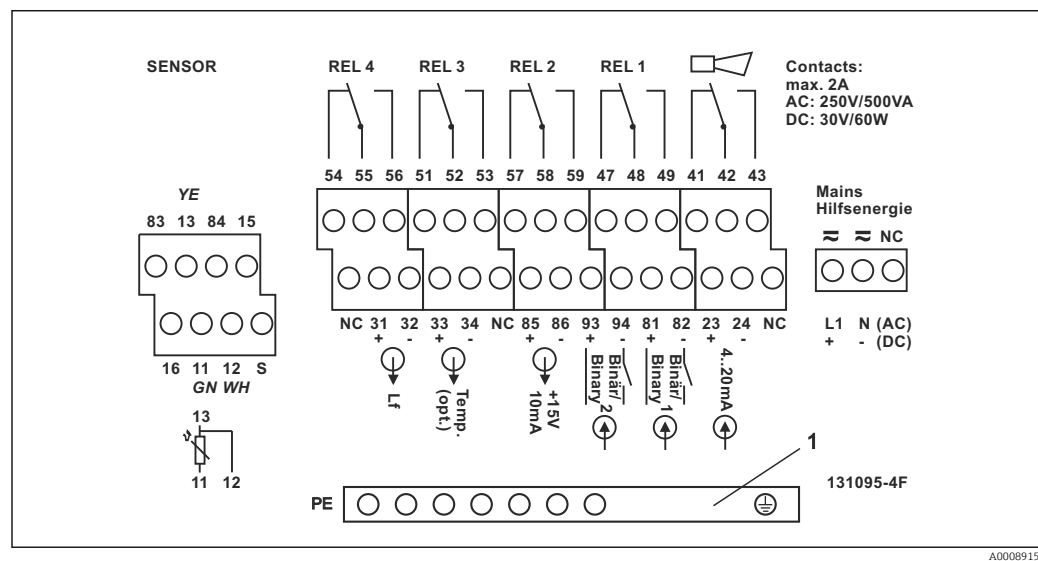 SENSOR
REL 4 REL 3 REL 2 REL 1
Contacts:
max. 2A
AC: 250V/500VA
DC: 30V/60W
54 55 56 51 52 53 57 58 59 47 48 49 41 42 43
YE
83 13 84 15
Mains
Hilfsenergie
NC
16 11 12 S
GN WH
NC 31 32 33 34 NC 85 86 93 94 81 82 23 24 NC
+ - + - + - + - + - + -
Lf
Temp.
(opt.)
+15V
10mA
Binär/
Binary 2
Binär/
Binary 1
4..20mA
L1 N (AC)
+ - (DC)
13
11 12
1
PE
131095-4F
A0008915